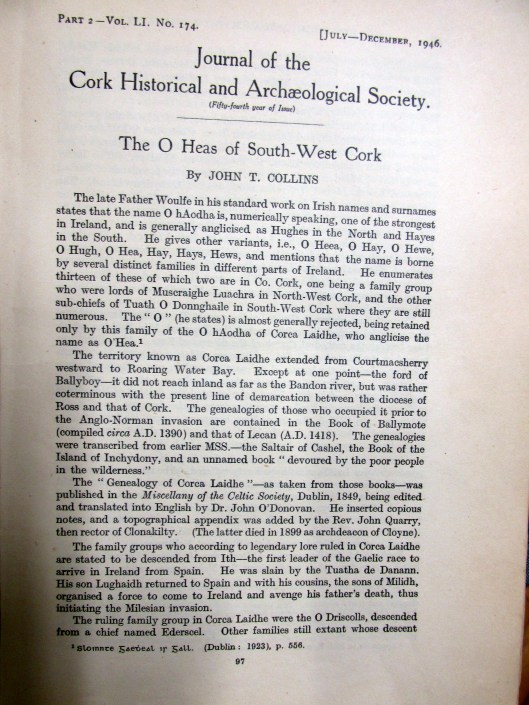 PART 2—VOL. LI. NO. 174.
[JULY—DECEMBER, 1946.
Journal of the
Cork Historical and Archæological Society.
(Fifty-fourth year of Issue)
The O Heas of South-West Cork
By JOHN T. COLLINS
The late Father Woulfe in his standard work on Irish names and surnames
states that the name O hAodha is, numerically speaking, one of the strongest
in Ireland, and is generally anglicised as Hughes in the North and Hayes
in the South. He gives other variants, i.e., O Heea, O Hay, O Hewe,
O Hugh, O Hea, Hay, Hays, Hews, and mentions that the name is borne
by several distinct families in different parts of Ireland. He enumerates
thirteen of these of which two are in Co. Cork, one being a family group
who were lords of Muscraighe Luachra in North-West Cork, and the other
sub-chiefs of Tuath O Donnghaile in South-West Cork where they are still
numerous. The "O" (he states) is almost generally rejected, being retained
only by this family of the O hAodha of Corca Laidhe, who anglicise the
name as O'Hea.¹
The territory known as Corca Laidhe extended from Courtmacsherry
westward to Roaring Water Bay. Except at one point—the ford of
Ballyboy—it did not reach inland as far as the Bandon river, but was rather
coterminous with the present line of demarcation between the diocese of
Ross and that of Cork. The genealogies of those who occupied it prior to
the Anglo-Norman invasion are contained in the Book of Ballymote
(compiled circa A.D. 1390) and that of Lecan (A.D. 1418). The genealogies
were transcribed from earlier MSS.—the Saltair of Cashel, the Book of the
Island of Inchydony, and an unnamed book "devoured by the poor people
in the wilderness."
The "Genealogy of Corca Laidhe"—as taken from those books—was
published in the Miscellany of the Celtic Society, Dublin, 1849, being edited
and translated into English by Dr. John O'Donovan. He inserted copious
notes, and a topographical appendix was added by the Rev. John Quarry,
then rector of Clonakilty. (The latter died in 1899 as archdeacon of Cloyne).
The family groups who according to legendary lore ruled in Corca Laidhe
are stated to be descended from Ith—the first leader of the Gaelic race to
arrive in Ireland from Spain. He was slain by the Tuatha de Danann.
His son Lughaidh returned to Spain and with his cousins, the sons of Milidh,
organised a force to come to Ireland and avenge his father's death, thus
initiating the Milesian invasion.
The ruling family group in Corca Laidhe were the O Driscolls, descended
from a chief named Ederscel. Other families still extant whose descent
¹ Sloinnte Gaedeal is Gall. (Dublin: 1923), p. 556.
97